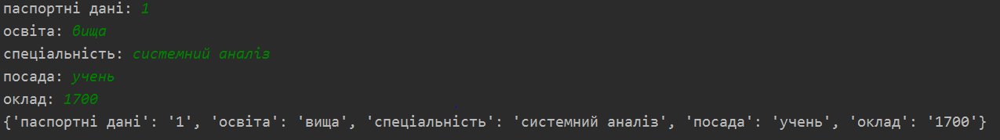 паспортні дані: 1
освіта: вища
спеціальність: системний аналіз
посада: учень
оклад: 1700
{'паспортні дані': '1', 'освіта': 'вища', 'спеціальність': 'системний аналіз', 'посада': 'учень', 'оклад': '1700'}